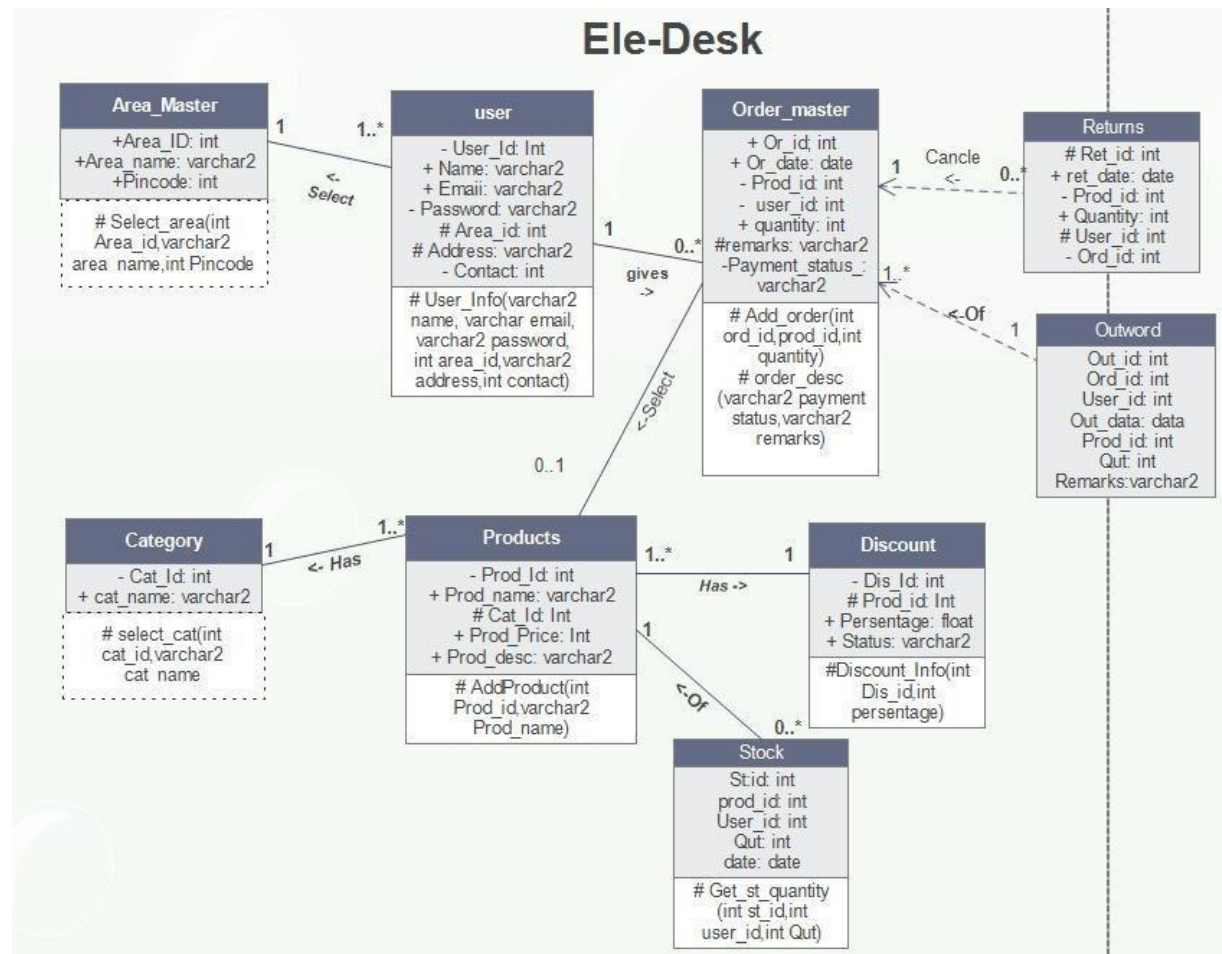 Ele-Desk
Area_Master
+Area_ID: int
+Area_name: varchar2
+Pincode: int
# Select_area(int
Area_id,varchar2
area name,int Pincode
1
1..*
<-
Select
user
- User_Id: Int
+ Name: varchar2
+ Email: varchar2
- Password: varchar2
# Area_id: int
# Address: varchar2
- Contact: int
# User_Info(varchar2
name, varchar email,
varchar2 password,
int area_id,varchar2
address,int contact)
1
0..*
gives
->
Order_master
+ Or_id; int
+ Or_date: date
- Prod_id: int
- user_id: int
+ quantity: int
#remarks: varchar2
-Payment_status_:
varchar2
# Add_order(int
ord_id,prod_id,int
quantity)
# order_desc
(varchar2 payment
status,varchar2
remarks)
1
Cancle
<-
0..*
Returns
# Ret_id: int
+ ret_date: date
- Prod_id: int
+ Quantity: int
# User_id: int
- Ord_id: int
1..*
<-Of
1
Outword
Out_id: int
Ord_id: int
User_id: int
Out_data: data
Prod_id: int
Qut: int
Remarks:varchar2
<-Select
0..1
Category
- Cat_Id: int
+ cat_name: varchar2
# select_cat(int
cat_id,varchar2
cat name
1
1..*
<- Has
Products
- Prod_Id: int
+ Prod_name: varchar2
# Cat_Id: Int
+ Prod_Price: Int
+ Prod_desc: varchar2
# AddProduct(int
Prod_id,varchar2
Prod_name)
1..*
1
Has ->
Discount
- Dis_Id: int
# Prod_id: Int
+ Persentage: float
+ Status: varchar2
#Discount_Info(int
Dis_id,int
persentage)
1
<-Of
0..*
Stock
St:id: int
prod_id: int
User_id: int
Qut: int
date: date
# Get_st_quantity
(int st_id,int
user_id,int Qut)